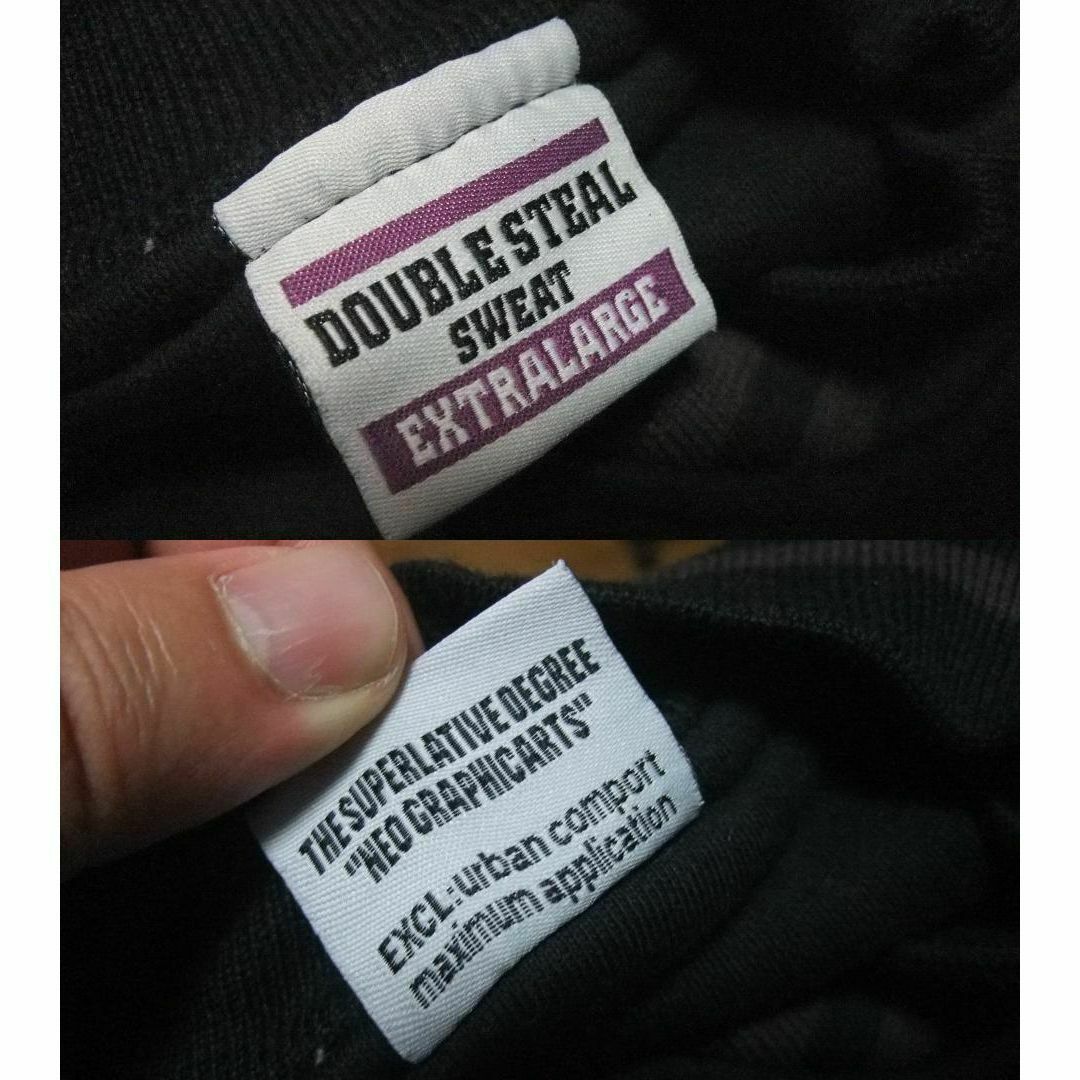 DOUBLE STEAL
SWEAT
EXTRALARGE
THE SUPERLATIVE DEGREE
"NEO GRAPHICARTS"
EXCL:urban comport
maximum application